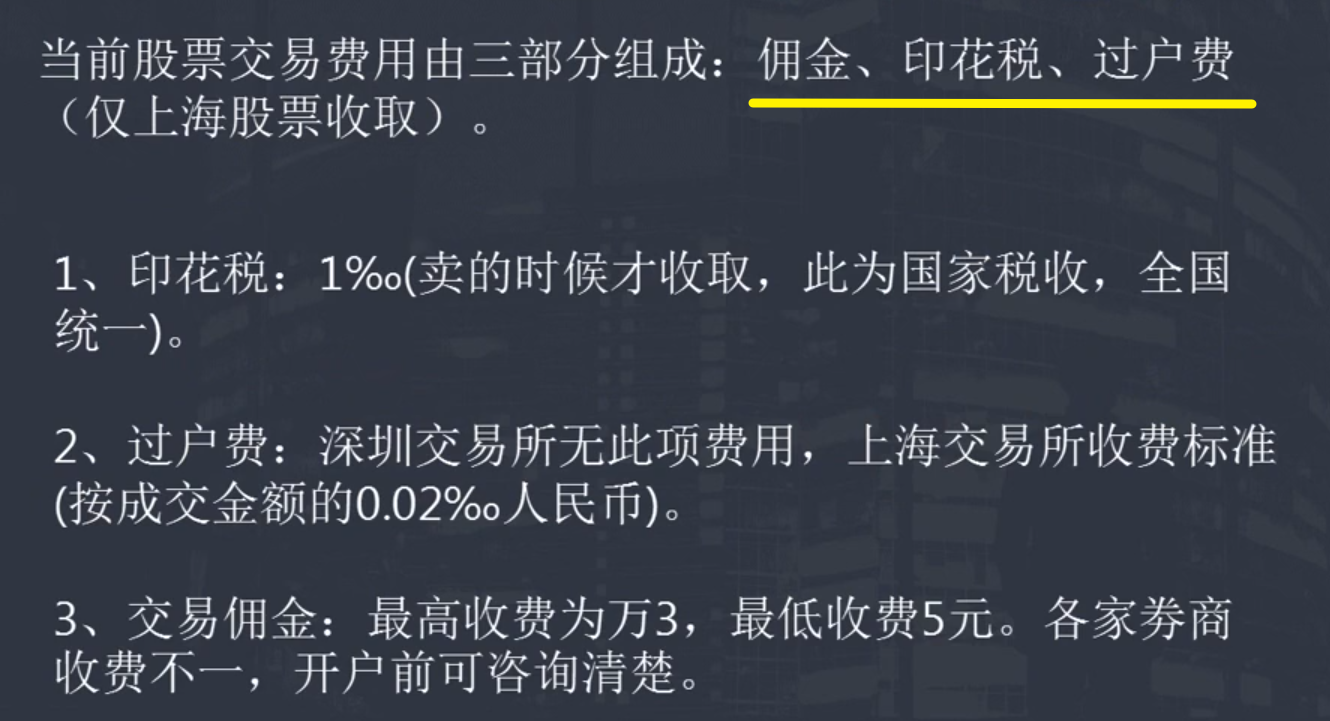 当前股票交易费用由三部分组成：佣金、印花税、过户费
（仅上海股票收取）。
1、印花税：1‰(卖的时候才收取，此为国家税收，全国
统一)。
2、过户费：深圳交易所无此项费用，上海交易所收费标准
(按成交金额的0.02‰人民币)。
3、交易佣金：最高收费为万3，最低收费5元。各家券商
收费不一，开户前可咨询清楚。